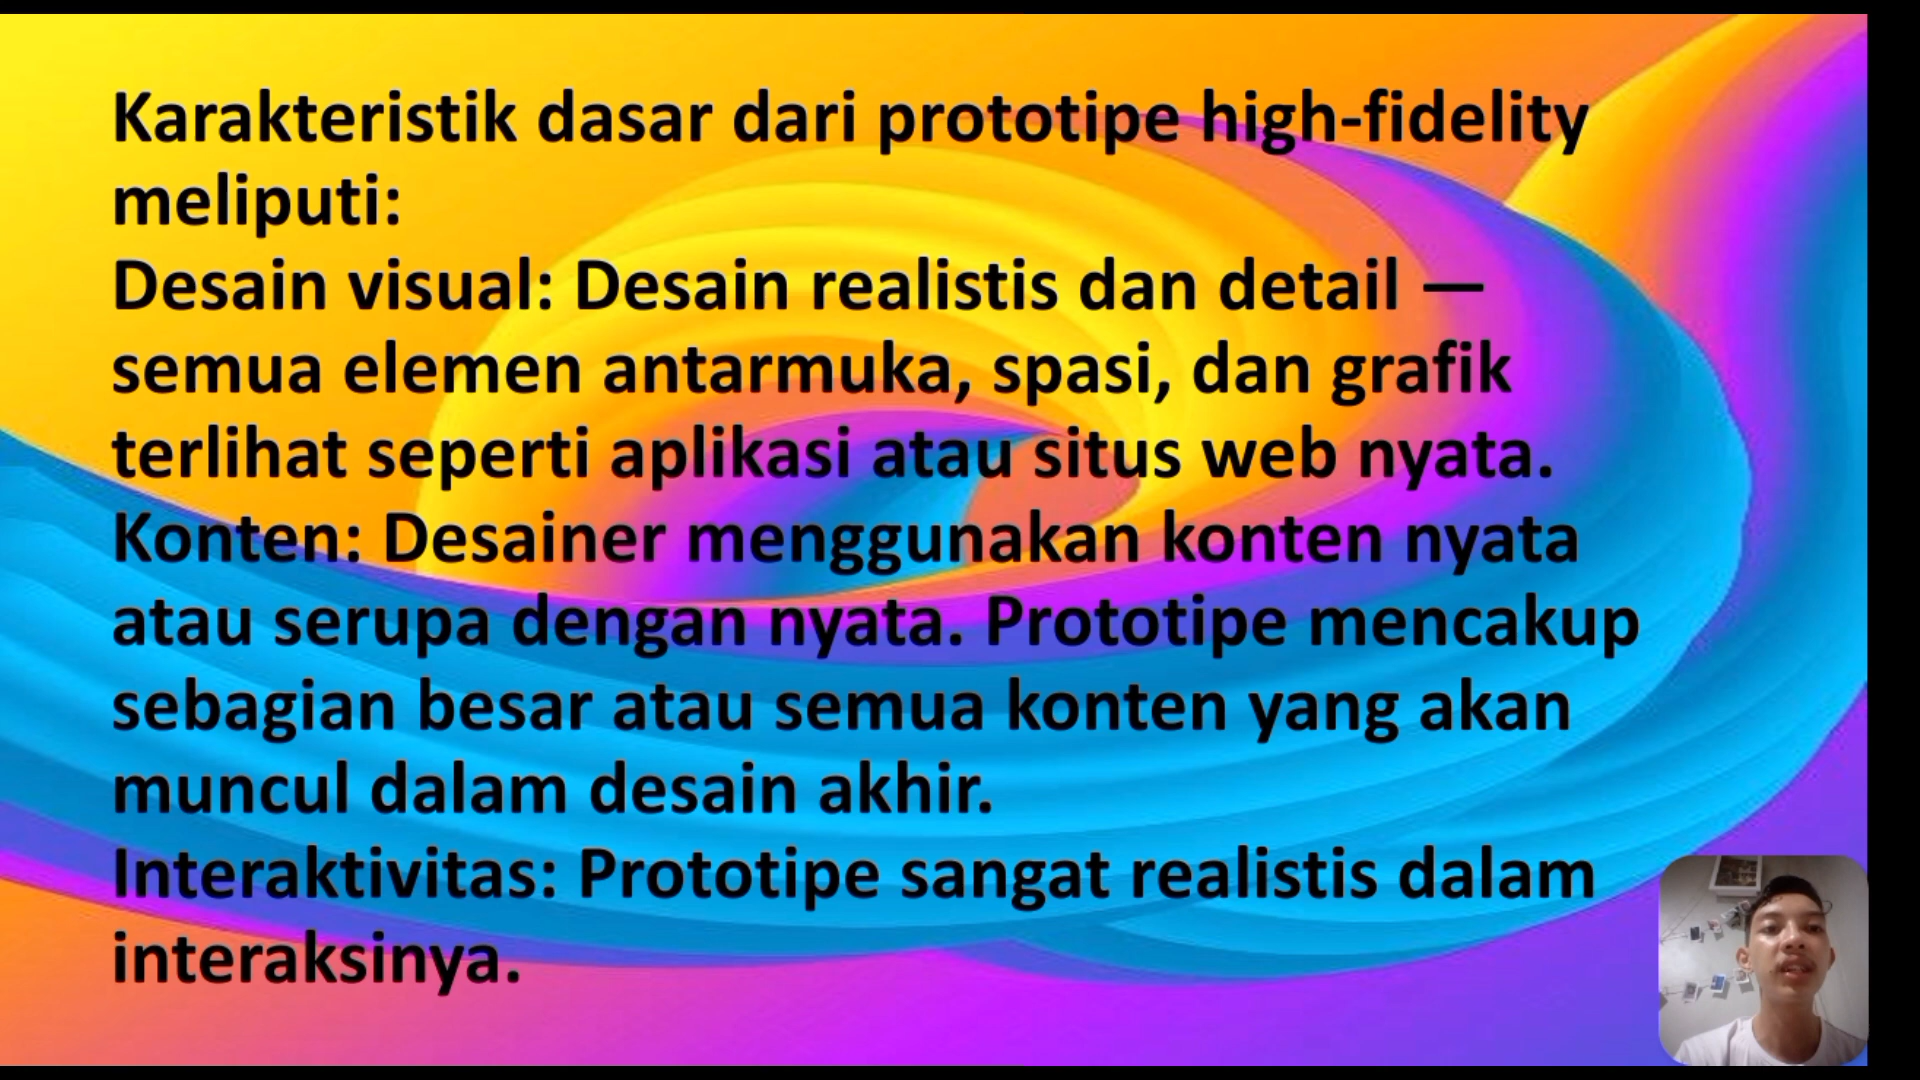 Karakteristik dasar dari prototipe high-fidelity
meliputi:
Desain visual: Desain realistis dan detail —
semua elemen antarmuka, spasi, dan grafik
terlihat seperti aplikasi atau situs web nyata.
Konten: Desainer menggunakan konten nyata
atau serupa dengan nyata. Prototipe mencakup
sebagian besar atau semua konten yang akan
muncul dalam desain akhir.
Interaktivitas: Prototipe sangat realistis dalam
interaksinya.